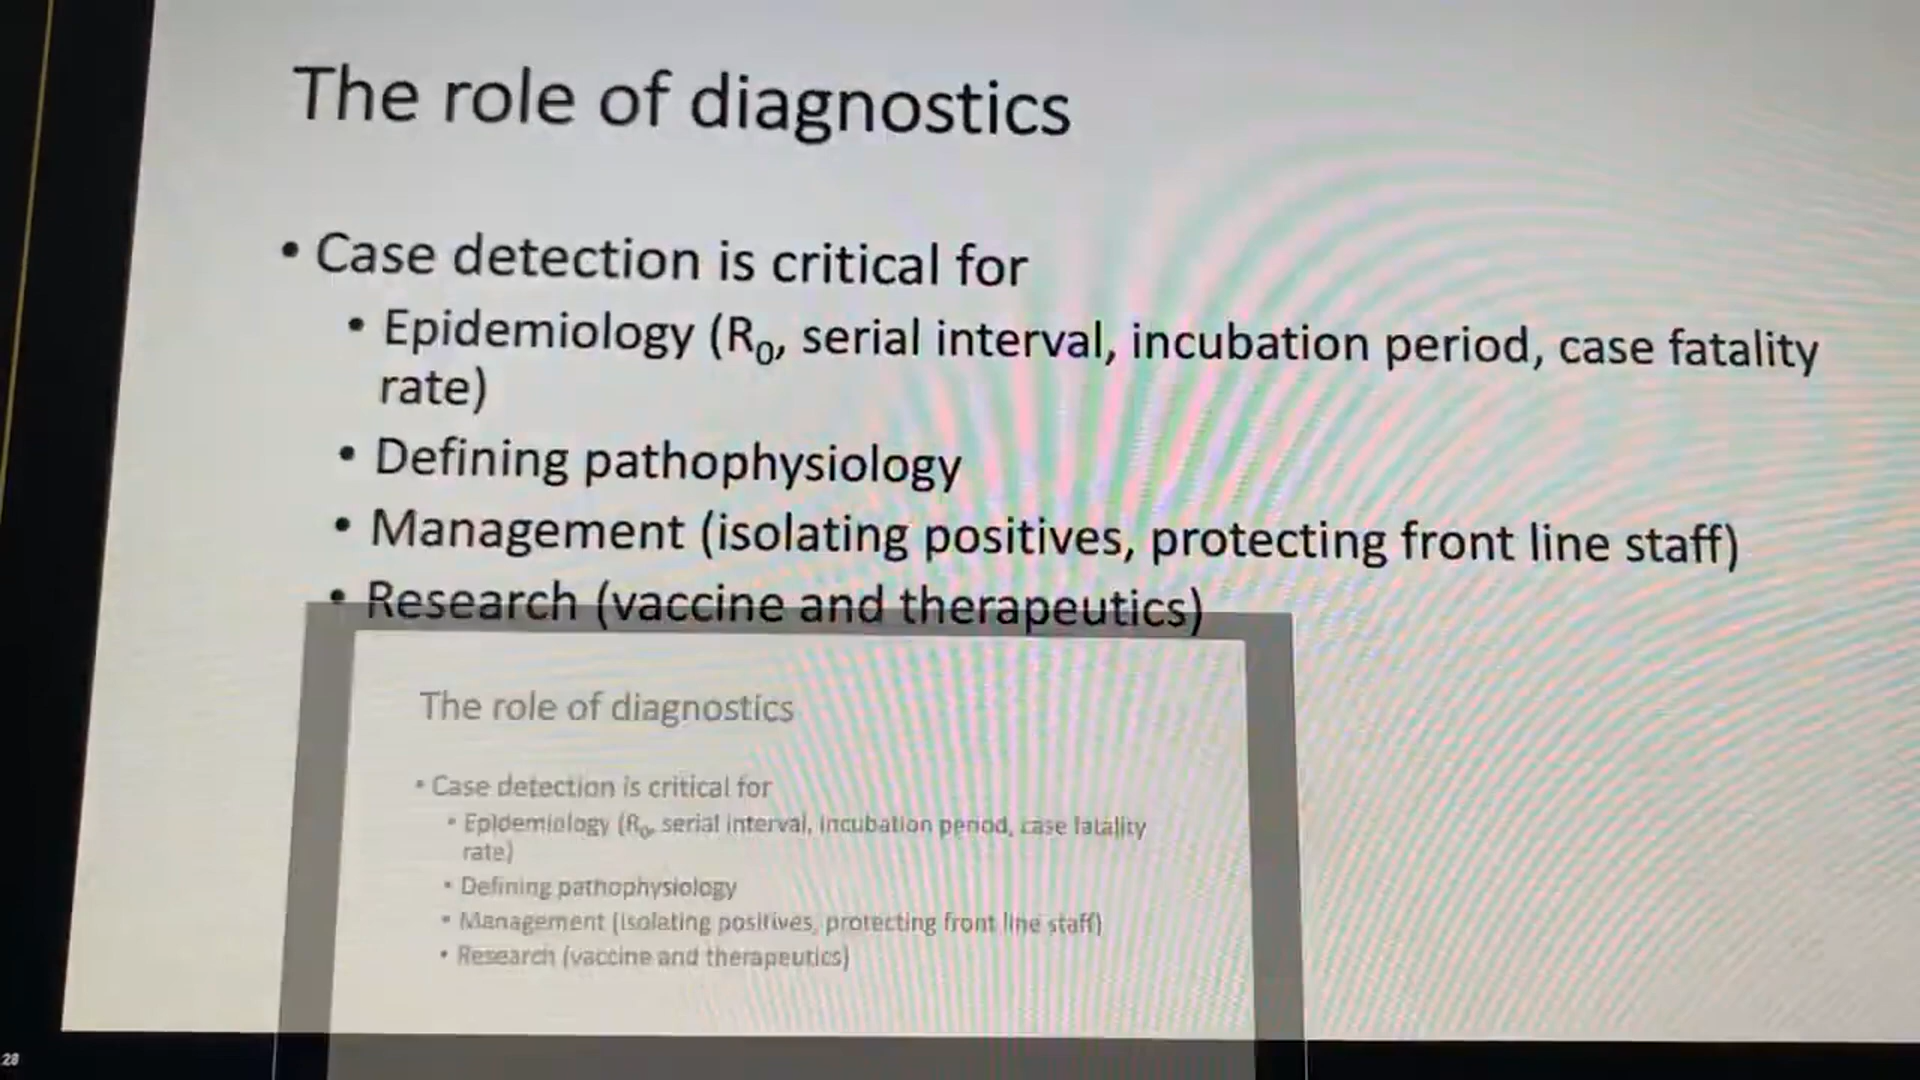 The role of diagnostics
• Case detection is critical for
• Epidemiology (R0, serial interval, incubation period, case fatality
rate)
• Defining pathophysiology
• Management (isolating positives, protecting front line staff)
• Research (vaccine and therapeutics)
The role of diagnostics
• Case detection is critical for
• Epidemiology (R0, serial interval, incubation period, case fatality
rate)
• Defining pathophysiology
• Management (isolating positives, protecting front line staff)
• Research (vaccine and therapeutics)
28